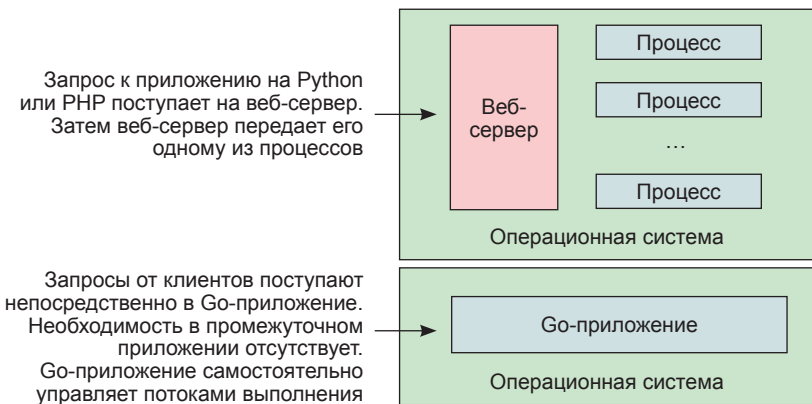 Запрос к приложению на Python
или PHP поступает на веб-сервер.
Затем веб-сервер передает его
одному из процессов
Веб-
сервер
Процесс
Процесс
...
Процесс
Операционная система
Запросы от клиентов поступают
непосредственно в Go-приложение.
Необходимость в промежуточном
приложении отсутствует.
Go-приложение самостоятельно
управляет потоками выполнения
Go-приложение
Операционная система